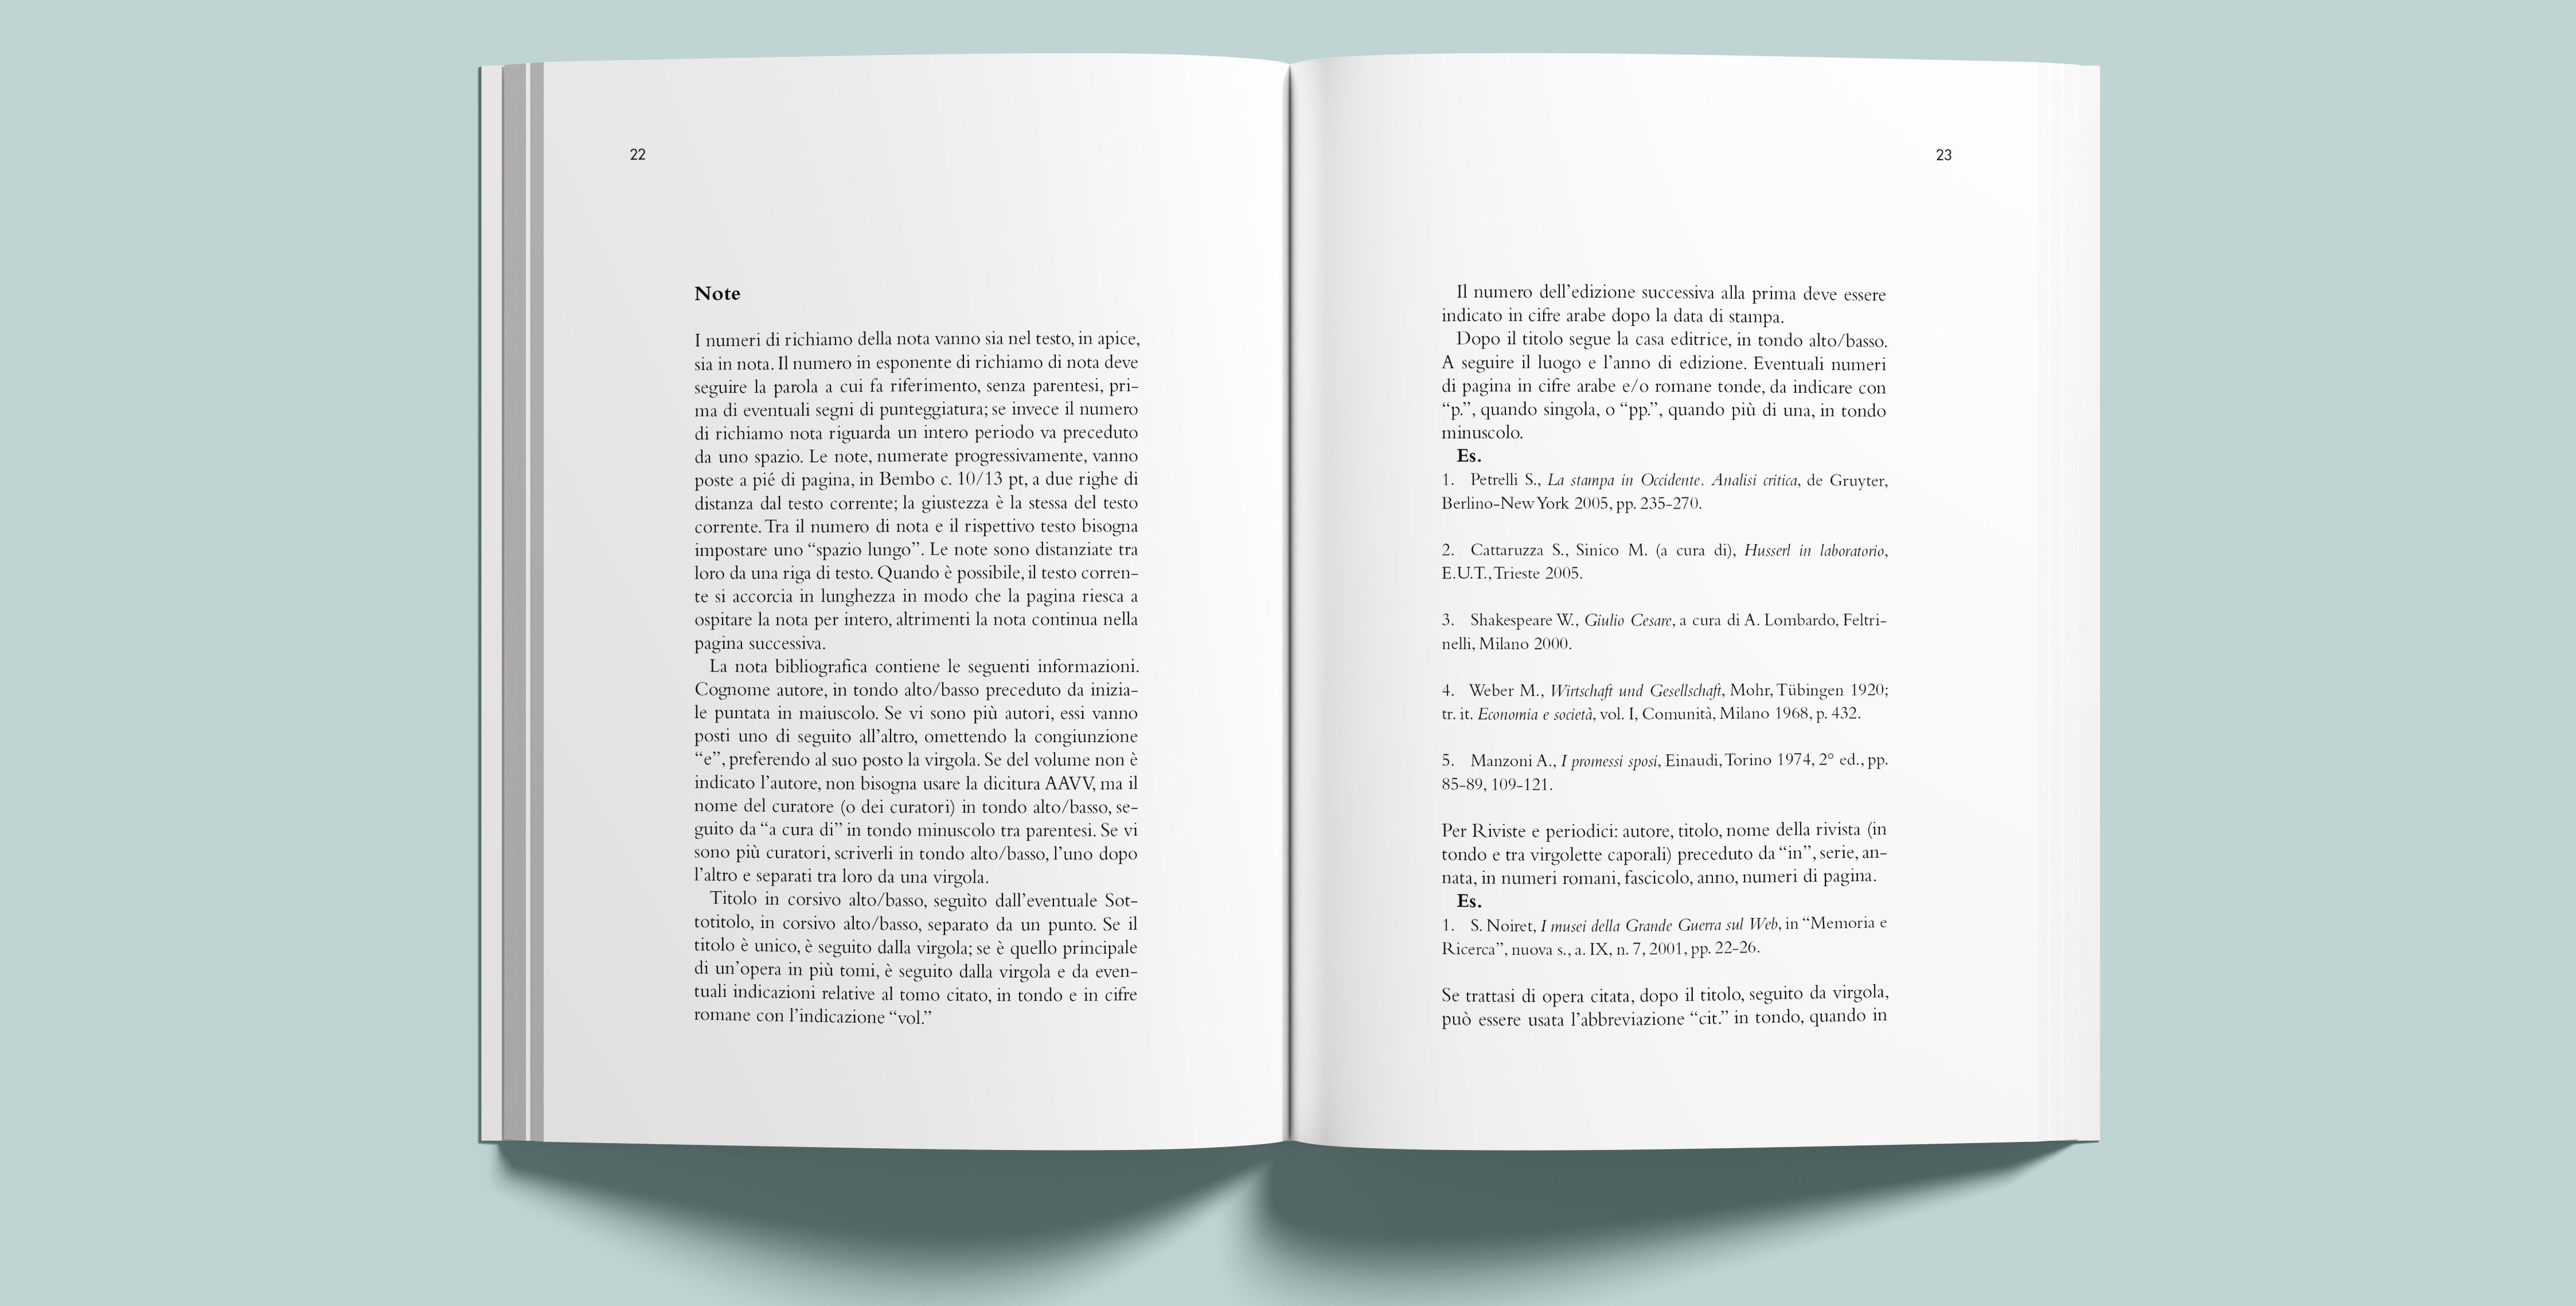 22
Note
I numeri di richiamo della nota vanno sia nel testo, in apice,
sia in nota. Il numero in esponente di richiamo di nota deve
seguire la parola a cui fa riferimento, senza parentesi, pri-
ma di eventuali segni di punteggiatura; se invece il numero
di richiamo nota riguarda un intero periodo va preceduto
da uno spazio. Le note, numerate progressivamente, vanno
poste a pié di pagina, in Bembo c. 10/13 pt, a due righe di
distanza dal testo corrente; la giustezza è la stessa del testo
corrente. Tra il numero di nota e il rispettivo testo bisogna
impostare uno “spazio lungo”. Le note sono distanziate tra
loro da una riga di testo. Quando è possibile, il testo corren-
te si accorcia in lunghezza in modo che la pagina riesca a
ospitare la nota per intero, altrimenti la nota continua nella
pagina successiva.
La nota bibliografica contiene le seguenti informazioni.
Cognome autore, in tondo alto/basso preceduto da inizia-
le puntata in maiuscolo. Se vi sono più autori, essi vanno
posti uno di seguito all’altro, omettendo la congiunzione
“e”, preferendo al suo posto la virgola. Se del volume non è
indicato l’autore, non bisogna usare la dicitura AAVV, ma il
nome del curatore (o dei curatori) in tondo alto/basso, se-
guito da “a cura di” in tondo minuscolo tra parentesi. Se vi
sono più curatori, scriverli in tondo alto/basso, l’uno dopo
l’altro e separati tra loro da una virgola.
Titolo in corsivo alto/basso, seguìto dall’eventuale Sot-
totitolo, in corsivo alto/basso, separato da un punto. Se il
titolo è unico, è seguito dalla virgola; se è quello principale
di un’opera in più tomi, è seguito dalla virgola e da even-
tuali indicazioni relative al tomo citato, in tondo e in cifre
romane con l’indicazione “vol.”
23
Il numero dell’edizione successiva alla prima deve essere
indicato in cifre arabe dopo la data di stampa.
Dopo il titolo segue la casa editrice, in tondo alto/basso.
A seguire il luogo e l’anno di edizione. Eventuali numeri
di pagina in cifre arabe e/o romane tonde, da indicare con
“p.”, quando singola, o “pp.”, quando più di una, in tondo
minuscolo.
Es.
1. Petrelli S., La stampa in Occidente. Analisi critica, de Gruyter,
Berlino-New York 2005, pp. 235-270.
2. Cattaruzza S., Sinico M. (a cura di), Husserl in laboratorio,
E.U.T., Trieste 2005.
3. Shakespeare W., Giulio Cesare, a cura di A. Lombardo, Feltri-
nelli, Milano 2000.
4. Weber M., Wirtschaft und Gesellschaft, Mohr, Tübingen 1920;
tr. it. Economia e società, vol. I, Comunità, Milano 1968, p. 432.
5. Manzoni A., I promessi sposi, Einaudi, Torino 1974, 2° ed., pp.
85-89, 109-121.
Per Riviste e periodici: autore, titolo, nome della rivista (in
tondo e tra virgolette caporali) preceduto da “in”, serie, an-
nata, in numeri romani, fascicolo, anno, numeri di pagina.
Es.
1. S. Noiret, I musei della Grande Guerra sul Web, in “Memoria e
Ricerca”, nuova s., a. IX, n. 7, 2001, pp. 22-26.
Se trattasi di opera citata, dopo il titolo, seguito da virgola,
può essere usata l’abbreviazione “cit.” in tondo, quando in